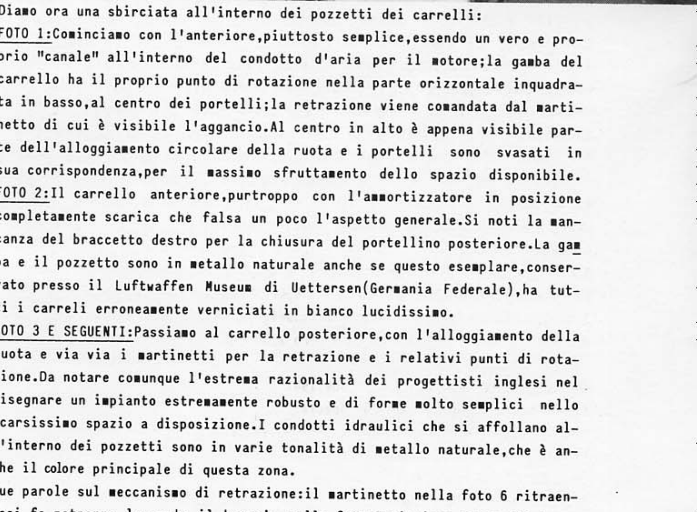 Diamo ora una sbirciata all'interno dei pozzetti dei carrelli:
FOTO 1:Cominciamo con l'anteriore,piuttosto semplice,essendo un vero e pro-
prio "canale" all'interno del condotto d'aria per il motore;la gamba del
carrello ha il proprio punto di rotazione nella parte orizzontale inquadra-
ta in basso,al centro dei portelli;la retrazione viene comandata dal marti-
netto di cui è visibile l'aggancio.Al centro in alto è appena visibile par-
te dell'alloggiamento circolare della ruota e i portelli sono svasati in
sua corrispondenza,per il massimo sfruttamento dello spazio disponibile.
FOTO 2:Il carrello anteriore,purtroppo con l'ammortizzatore in posizione
completamente scarica che falsa un poco l'aspetto generale.Si noti la man-
canza del braccetto destro per la chiusura del portellino posteriore.La gam
ba e il pozzetto sono in metallo naturale anche se questo esemplare,conser-
vato presso il Luftwaffen Museum di Uettersen(Germania Federale),ha tut-
ti i carreli erroneamente verniciati in bianco lucidissimo.
FOTO 3 E SEGUENTI:Passiamo al carrello posteriore,con l'alloggiamento della
ruota e via via i martinetti per la retrazione e i relativi punti di rota-
zione.Da notare comunque l'estrema razionalità dei progettisti inglesi nel
disegnare un impianto estremamente robusto e di forme molto semplici nello
scarsissimo spazio a disposizione.I condotti idraulici che si affollano al-
l'interno dei pozzetti sono in varie tonalità di metallo naturale,che è an-
che il colore principale di questa zona.
ue parole sul meccanismo di retrazione:il martinetto nella foto 6 ritraen-